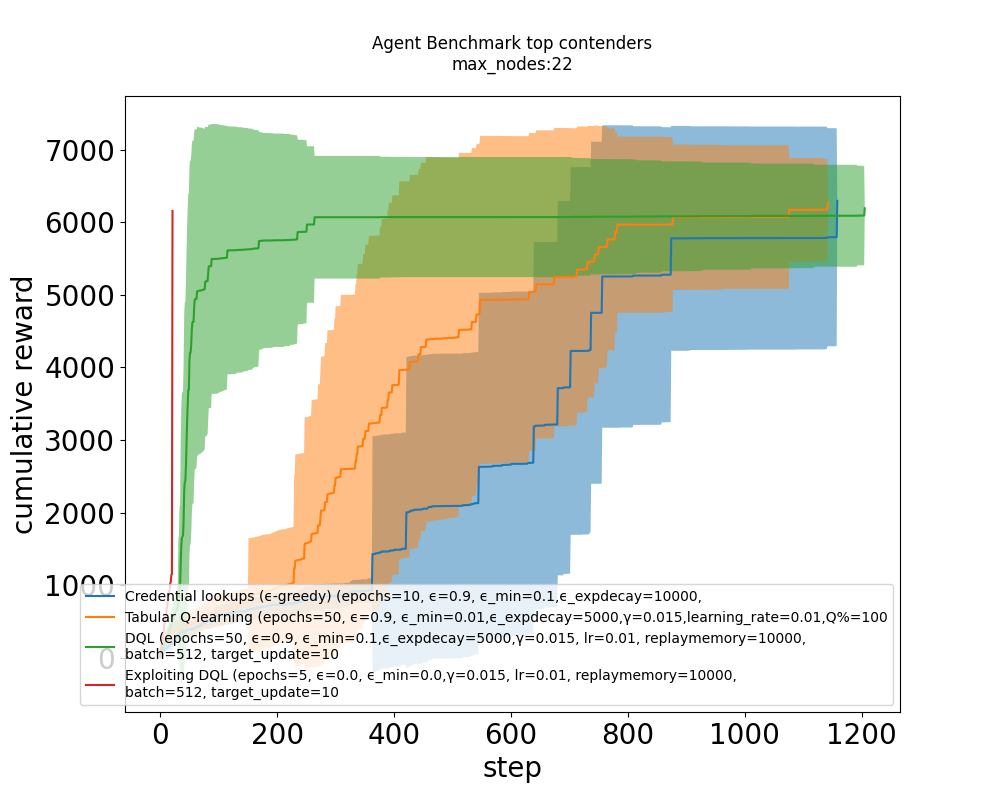 Agent Benchmark top contenders
max_nodes:22
cumulative reward
7000
6000
5000
4000
3000
2000
1000
0
Credential lookups (ϵ-greedy) (epochs=10, ϵ=0.9, ϵ_min=0.1,ϵ_expdecay=10000,
Tabular Q-learning (epochs=50, ϵ=0.9, ϵ_min=0.01,ϵ_expdecay=5000,γ=0.015,learning_rate=0.01,Q%=100
DQL (epochs=50, ϵ=0.9, ϵ_min=0.1,ϵ_expdecay=5000,γ=0.015, lr=0.01, replaymemory=10000,
batch=512, target_update=10
Exploiting DQL (epochs=5, ϵ=0.0, ϵ_min=0.0,γ=0.015, lr=0.01, replaymemory=10000,
batch=512, target_update=10
0 200 400 600 800 1000 1200
step